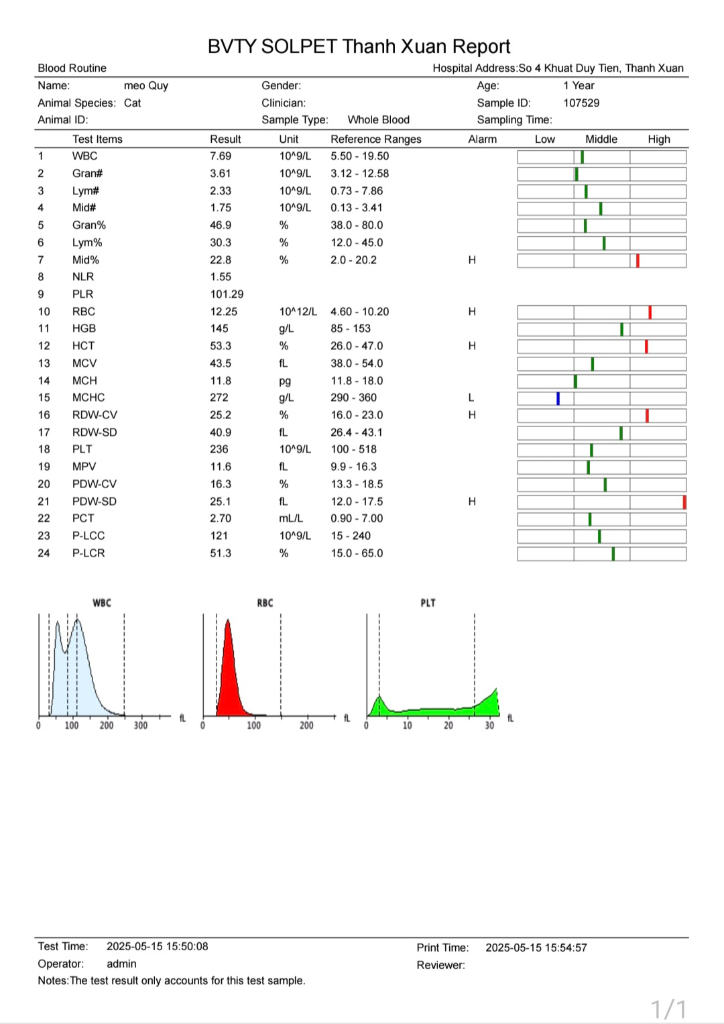 BVTY SOLPET Thanh Xuan Report
Blood Routine Hospital Address:So 4 Khuat Duy Tien, Thanh Xuan
Name: meo Quy Gender: Age: 1 Year
Animal Species: Cat Clinician: Sample ID: 107529
Animal ID: Sample Type: Whole Blood Sampling Time:
Test Items Result Unit Reference Ranges Alarm Low Middle High
1 WBC 7.69 10^9/L 5.50 - 19.50
2 Gran# 3.61 10^9/L 3.12 - 12.58
3 Lym# 2.33 10^9/L 0.73 - 7.86
4 Mid# 1.75 10^9/L 0.13 - 3.41
5 Gran% 46.9 % 38.0 - 80.0
6 Lym% 30.3 % 12.0 - 45.0
7 Mid% 22.8 % 2.0 - 20.2 H
8 NLR 1.55
9 PLR 101.29
10 RBC 12.25 10^12/L 4.60 - 10.20 H
11 HGB 145 g/L 85 - 153
12 HCT 53.3 % 26.0 - 47.0 H
13 MCV 43.5 fL 38.0 - 54.0
14 MCH 11.8 pg 11.8 - 18.0
15 MCHC 272 g/L 290 - 360 L
16 RDW-CV 25.2 % 16.0 - 23.0 H
17 RDW-SD 40.9 fL 26.4 - 43.1
18 PLT 236 10^9/L 100 - 518
19 MPV 11.6 fL 9.9 - 16.3
20 PDW-CV 16.3 % 13.3 - 18.5
21 PDW-SD 25.1 fL 12.0 - 17.5 H
22 PCT 2.70 mL/L 0.90 - 7.00
23 P-LCC 121 10^9/L 15 - 240
24 P-LCR 51.3 % 15.0 - 65.0
WBC RBC PLT
0 100 200 300 fL 0 100 200 fL 0 10 20 30 fL
Test Time: 2025-05-15 15:50:08 Print Time: 2025-05-15 15:54:57
Operator: admin Reviewer:
Notes:The test result only accounts for this test sample.
1/1